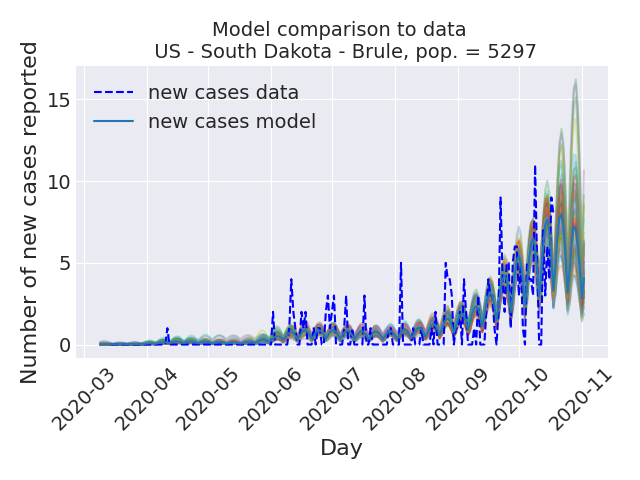 Model comparison to data
US - South Dakota - Brule, pop. = 5297
Number of new cases reported
15
10
5
0
new cases data
new cases model
2020-03
2020-04
2020-05
2020-06
2020-07
2020-08
2020-09
2020-10
2020-11
Day